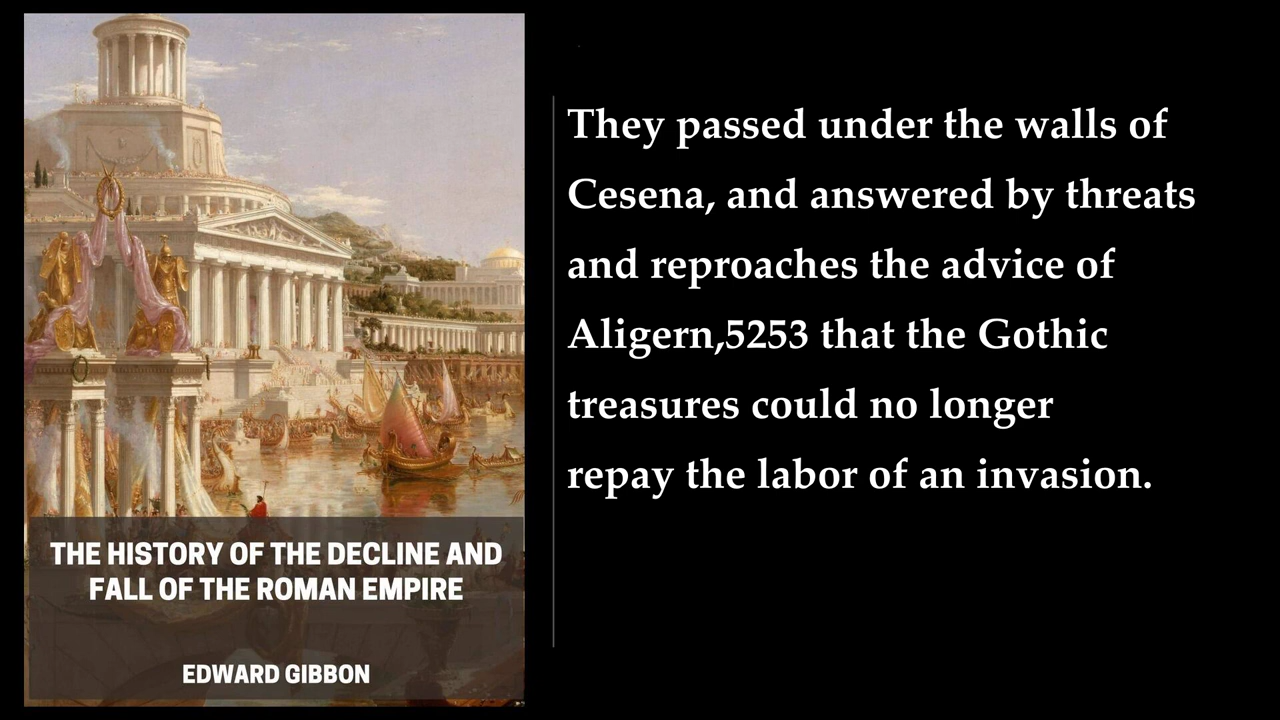 THE HISTORY OF THE DECLINE AND
FALL OF THE ROMAN EMPIRE
EDWARD GIBBON
They passed under the walls of
Cesena, and answered by threats
and reproaches the advice of
Aligern,5253 that the Gothic
treasures could no longer
repay the labor of an invasion.